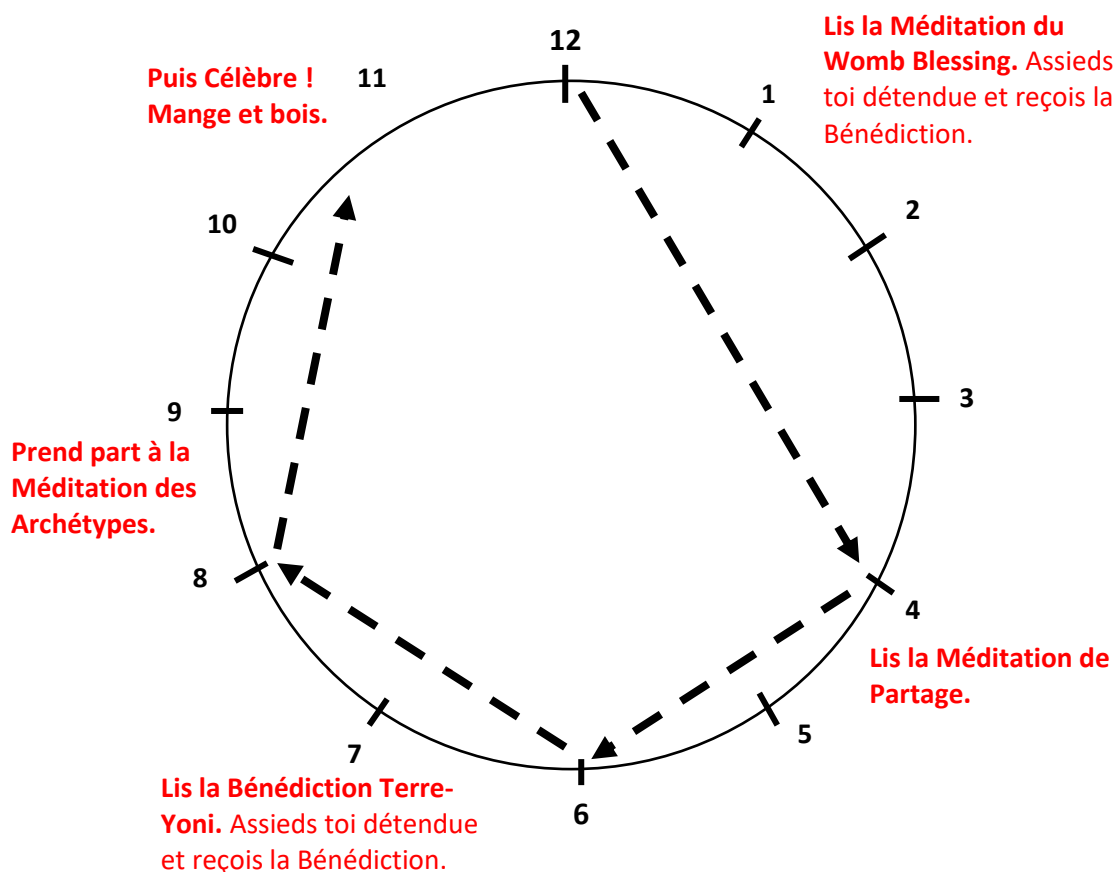 12
Lis la Méditation du
Womb Blessing. Assieds
toi détendue et reçois la
Bénédiction.
Puis Célèbre !
Mange et bois.
11
1
10
2
9
3
Prend part à la
Méditation des
Archétypes.
8
4
Lis la Méditation de
Partage.
7
5
Lis la Bénédiction Terre-
Yoni. Assieds toi détendue
et reçois la Bénédiction.
6